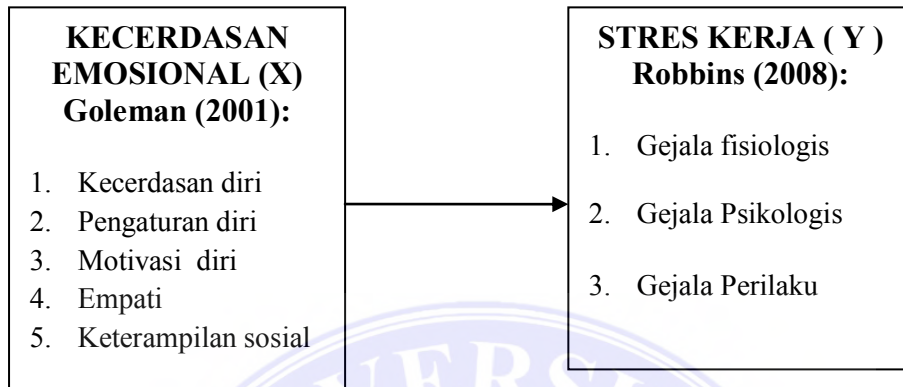 KECERDASAN
EMOSIONAL (X)
Goleman (2001):
1. Kecerdasan diri
2. Pengaturan diri
3. Motivasi diri
4. Empati
5. Keterampilan sosial
STRES KERJA ( Y )
Robbins (2008):
1. Gejala fisiologis
2. Gejala Psikologis
3. Gejala Perilaku
VERSI